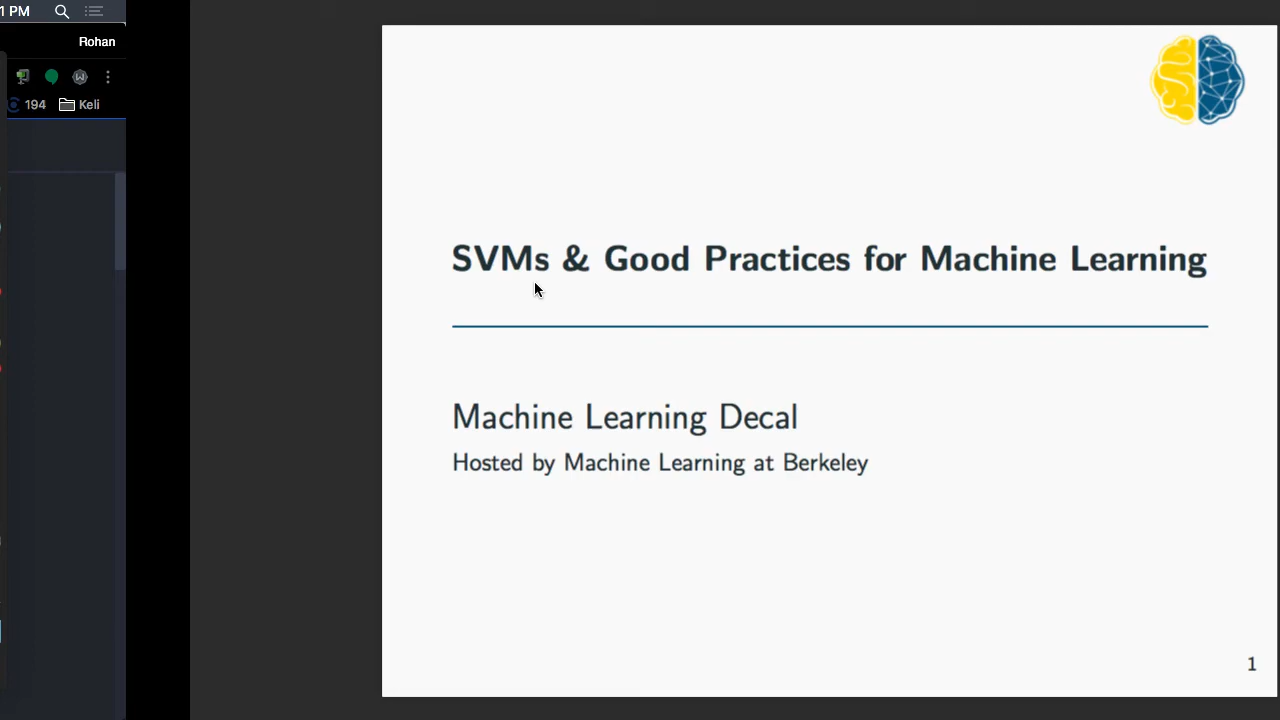 1 PM
Rohan
194 Keli
SVMs & Good Practices for Machine Learning
Machine Learning Decal
Hosted by Machine Learning at Berkeley
1